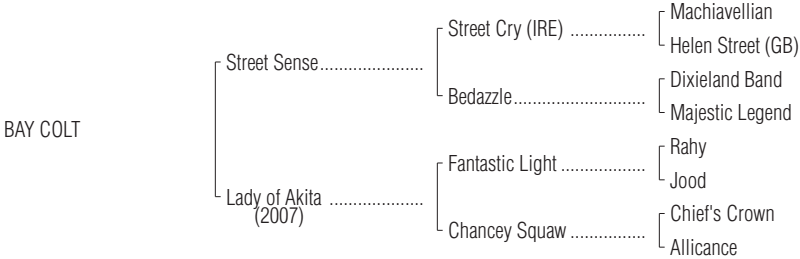 Machiavellian
Street Cry (IRE) ................
Helen Street (GB)
Street Sense......................
Dixieland Band
Bedazzle............................
Majestic Legend
BAY COLT
Rahy
Fantastic Light ..................
Jood
Lady of Akita ....................
(2007)
Chief's Crown
Chancey Squaw ................
Allicance